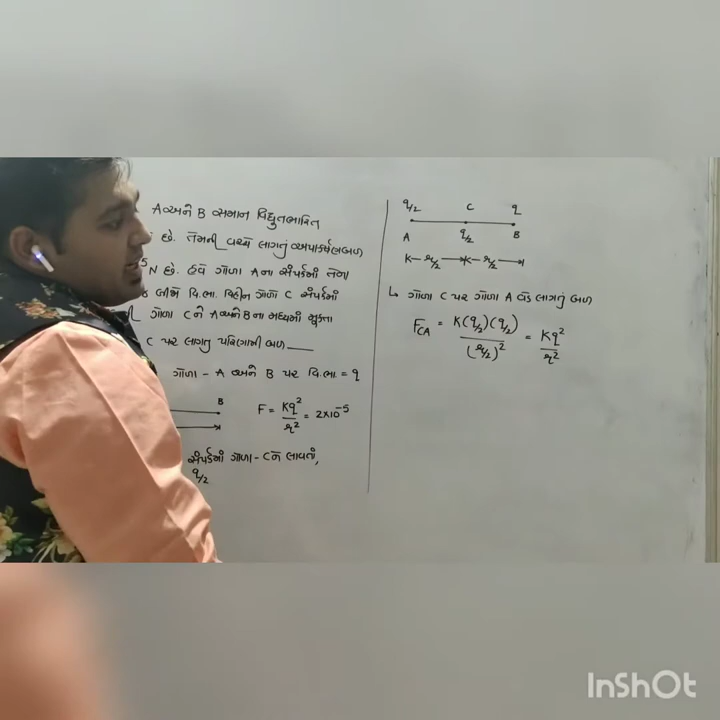 A અને B સમાન વિદ્યુતભારિત
છે. તેમની વચ્ચે લાગતું અપાકર્ષણબળ
5 N છે. હવે ગોળા A ના સંપર્કમાં તેના
બીજો વિ.ભા. વિહીન ગોળો C સંપર્કમાં
ગોળા C ને A અને B ના મધ્યમાં મૂકતા
C પર લાગતું પરિણામી બળ ____
ગોળા - A અને B પર વિ.ભા = q
B
F = Kq²/r² = 2×10⁻⁵
સંપર્કમાં ગોળા - C ને લાવતાં,
q/2
q/2 C q
A q/2 B
r/2 r/2
ગોળા C પર ગોળા A વડે લાગતું બળ
F_CA = K(q/2)(q/2)/(r/2)² = Kq²/r²
InShOt